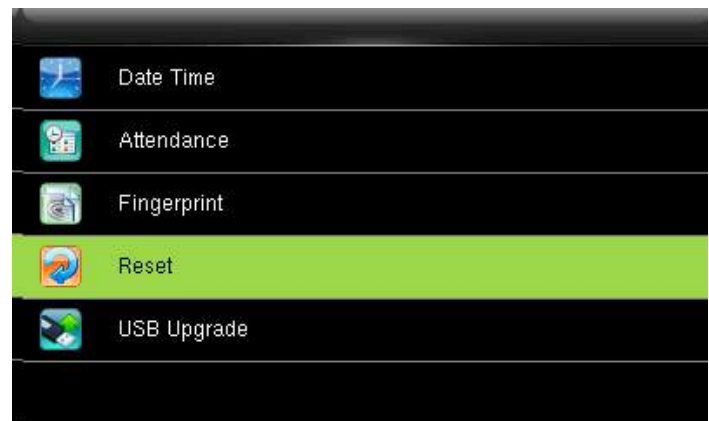 Date Time
Attendance
Fingerprint
Reset
USB Upgrade